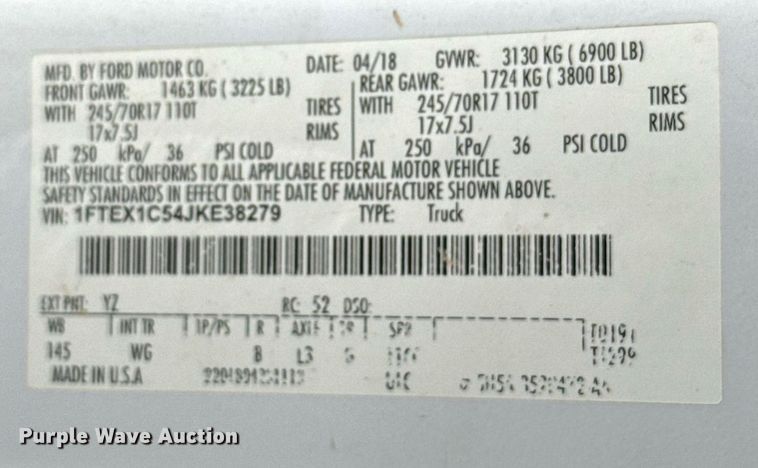 MFD. BY FORD MOTOR CO. DATE: 04/18 GVWR: 3130 KG ( 6900 LB)
FRONT GAWR: 1463 KG ( 3225 LB) REAR GAWR: 1724 KG ( 3800 LB)
WITH 245/70R17 110T TIRES WITH 245/70R17 110T TIRES
17x7.5J RIMS 17x7.5J RIMS
AT 250 kPa/ 36 PSI COLD AT 250 kPa/ 36 PSI COLD
THIS VEHICLE CONFORMS TO ALL APPLICABLE FEDERAL MOTOR VEHICLE
SAFETY STANDARDS IN EFFECT ON THE DATE OF MANUFACTURE SHOWN ABOVE.
VIN: 1FTEX1C54JKE38279 TYPE: Truck
EXT PNT: YZ RC: 52 DSO:
WB INT TR TP/PS R AXLE TR SPR
145 WG B L3
MADE IN U.S.A
Purple Wave Auction